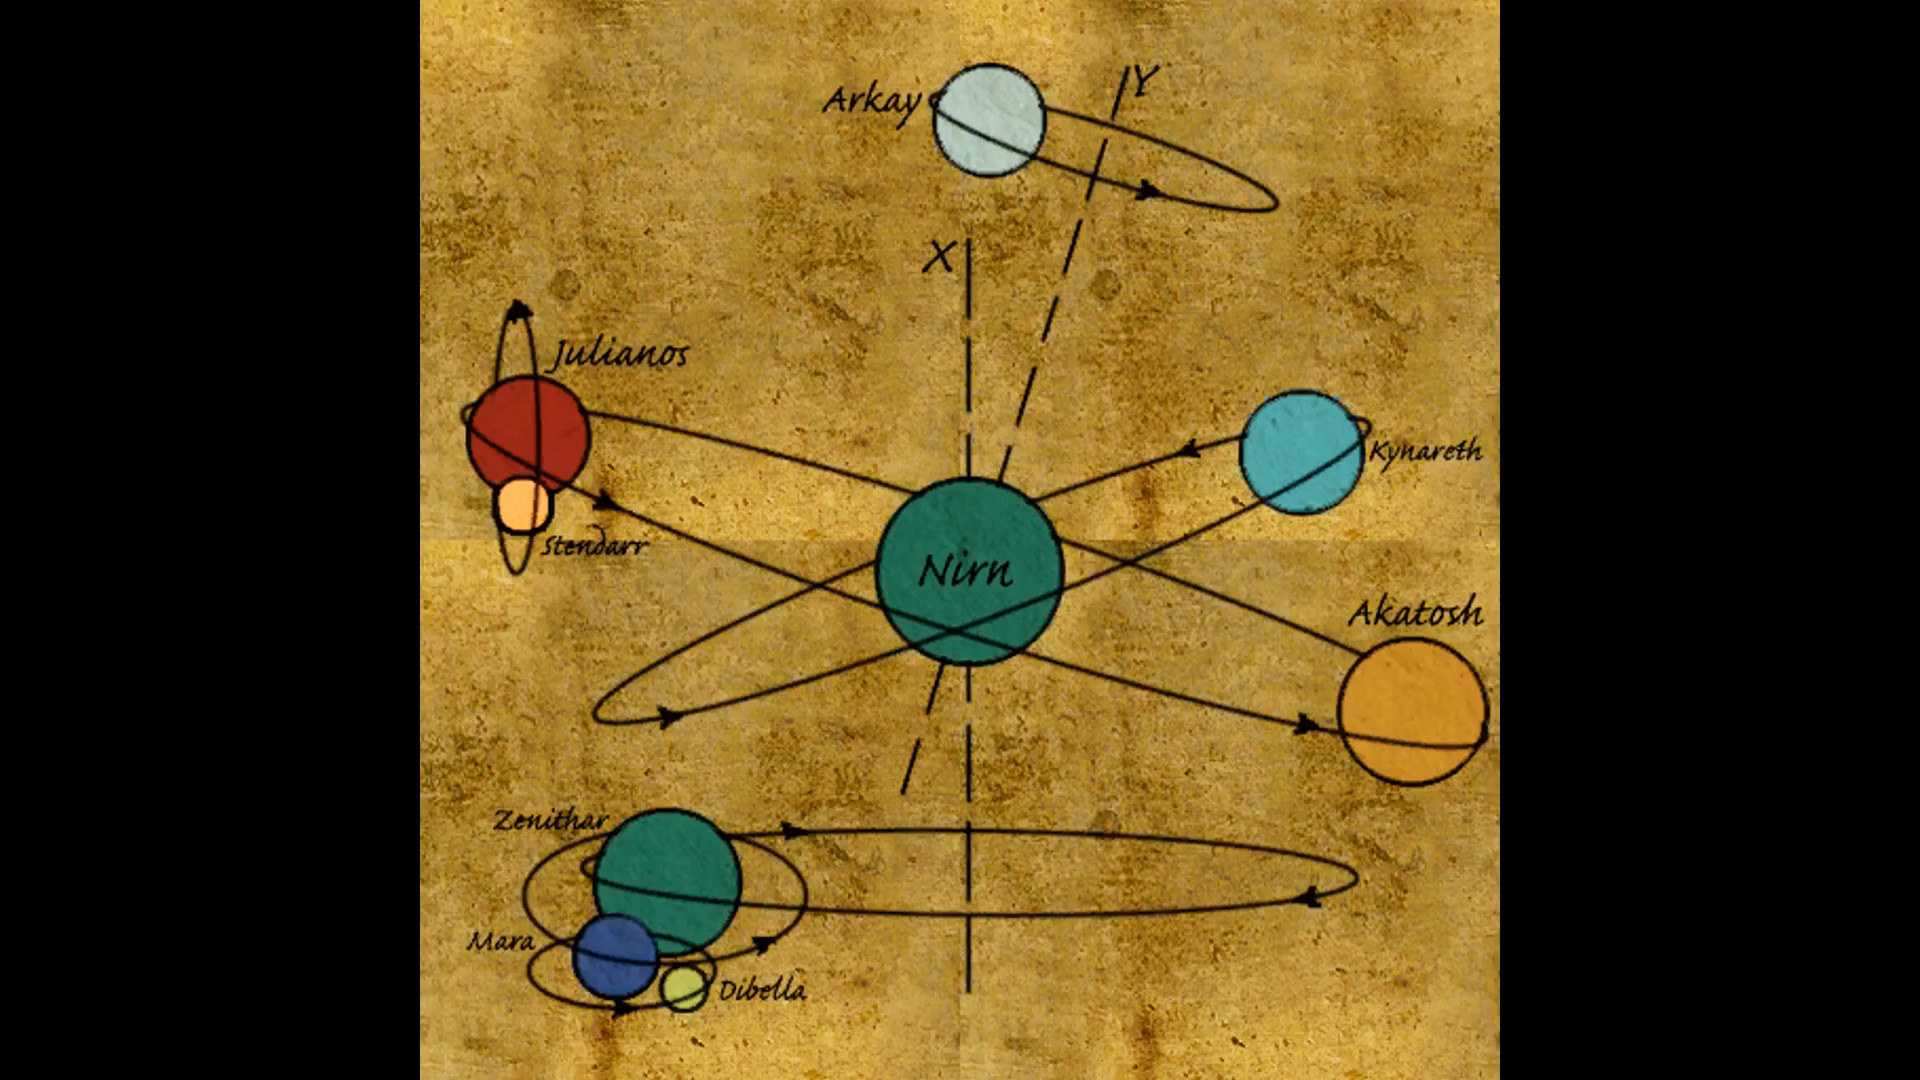 Y
Arkay
X
Julianos
Kynareth
Stendarr
Nirn
Akatosh
Zenithar
Mara
Dibella